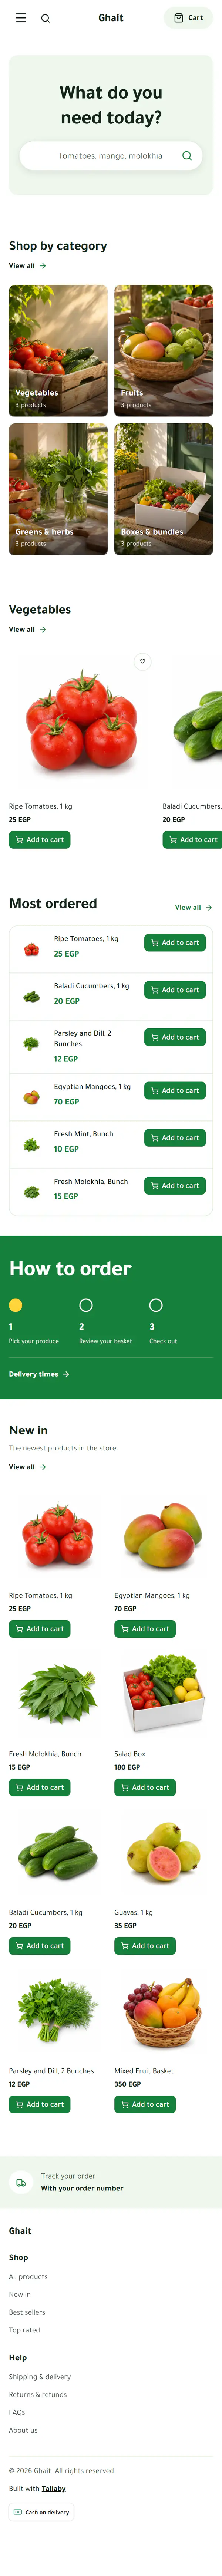 Ghait
Cart
What do you
need today?
Tomatoes, mango, molokhia
Shop by category
View all
Vegetables
3 products
Fruits
3 products
Greens & herbs
3 products
Boxes & bundles
3 products
Vegetables
View all
Ripe Tomatoes, 1 kg
25 EGP
Add to cart
Baladi Cucumbers,
20 EGP
Add to cart
Most ordered
View all
Ripe Tomatoes, 1 kg
25 EGP
Add to cart
Baladi Cucumbers, 1 kg
20 EGP
Add to cart
Parsley and Dill, 2
Bunches
12 EGP
Add to cart
Egyptian Mangoes, 1 kg
70 EGP
Add to cart
Fresh Mint, Bunch
10 EGP
Add to cart
Fresh Molokhia, Bunch
15 EGP
Add to cart
How to order
1
Pick your produce
2
Review your basket
3
Check out
Delivery times
New in
The newest products in the store.
View all
Ripe Tomatoes, 1 kg
25 EGP
Add to cart
Egyptian Mangoes, 1 kg
70 EGP
Add to cart
Fresh Molokhia, Bunch
15 EGP
Add to cart
Salad Box
180 EGP
Add to cart
Baladi Cucumbers, 1 kg
20 EGP
Add to cart
Guavas, 1 kg
35 EGP
Add to cart
Parsley and Dill, 2 Bunches
12 EGP
Add to cart
Mixed Fruit Basket
350 EGP
Add to cart
Track your order
With your order number
Ghait
Shop
All products
New in
Best sellers
Top rated
Help
Shipping & delivery
Returns & refunds
FAQs
About us
© 2026 Ghait. All rights reserved.
Built with Tallaby
Cash on delivery